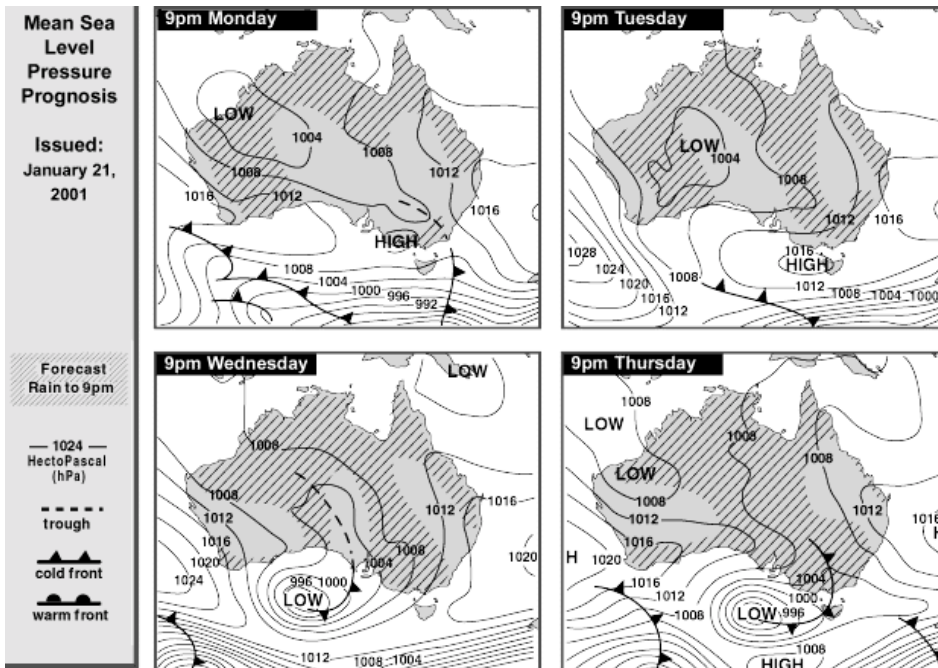 Mean Sea
Level
Pressure
Prognosis
Issued:
January 21,
2001
Forecast
Rain to 9pm
1024
HectoPascal
(hPa)
trough
cold front
warm front
9pm Monday
LOW
1004
1008
1008
1012
1016
1012
1016
HIGH
1008
1004
1000
996
992
9pm Tuesday
LOW
1004
1008
1012
1016
1016
HIGH
1028
1024
1020
1016
1012
1008
1012
1008
1004
1000
9pm Wednesday
LOW
1008
1008
1012
1016
1012
1016
1020
1004
1008
1020
1024
996
1000
LOW
1012
1008
1004
9pm Thursday
1008
LOW
1008
LOW
1008
1008
1012
1012
1016
1016
H
H
1020
1004
1016
1000
1012
1008
LOW
996
1008
HIGH